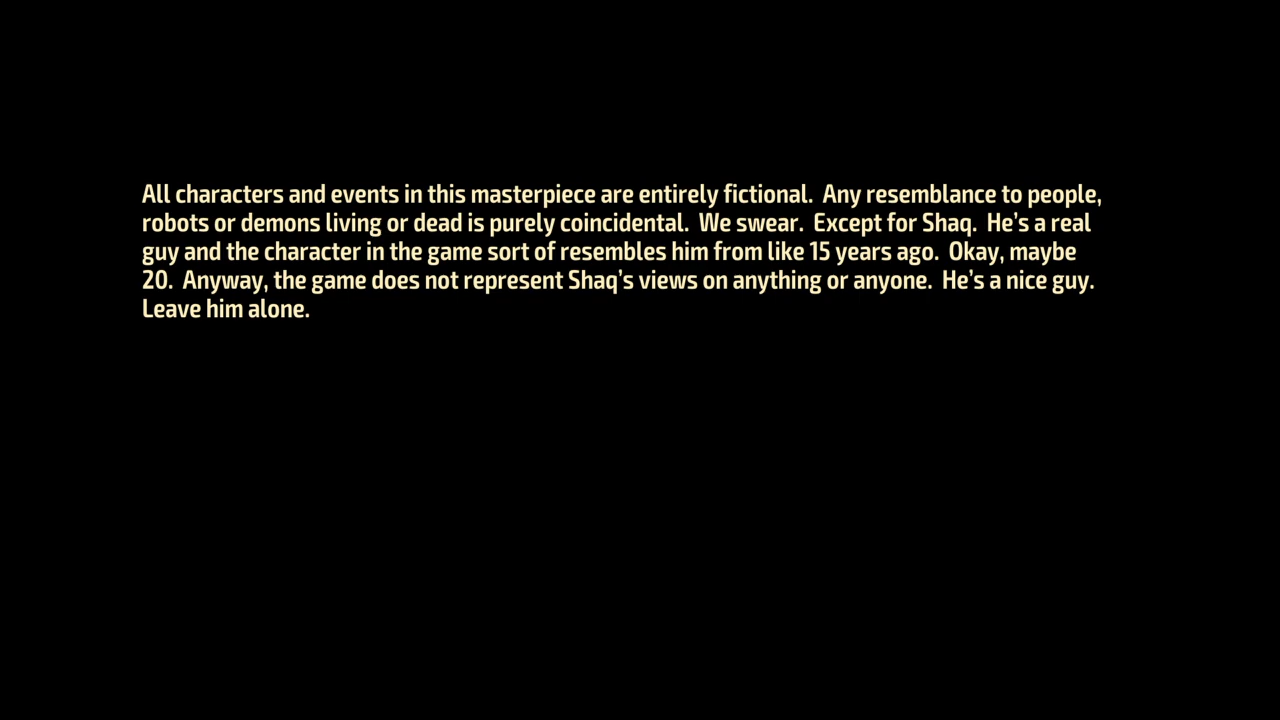 All characters and events in this masterpiece are entirely fictional.  Any resemblance to people,
robots or demons living or dead is purely coincidental.  We swear.  Except for Shaq.  He’s a real
guy and the character in the game sort of resembles him from like 15 years ago.  Okay, maybe
20.  Anyway, the game does not represent Shaq’s views on anything or anyone.  He’s a nice guy.
Leave him alone.